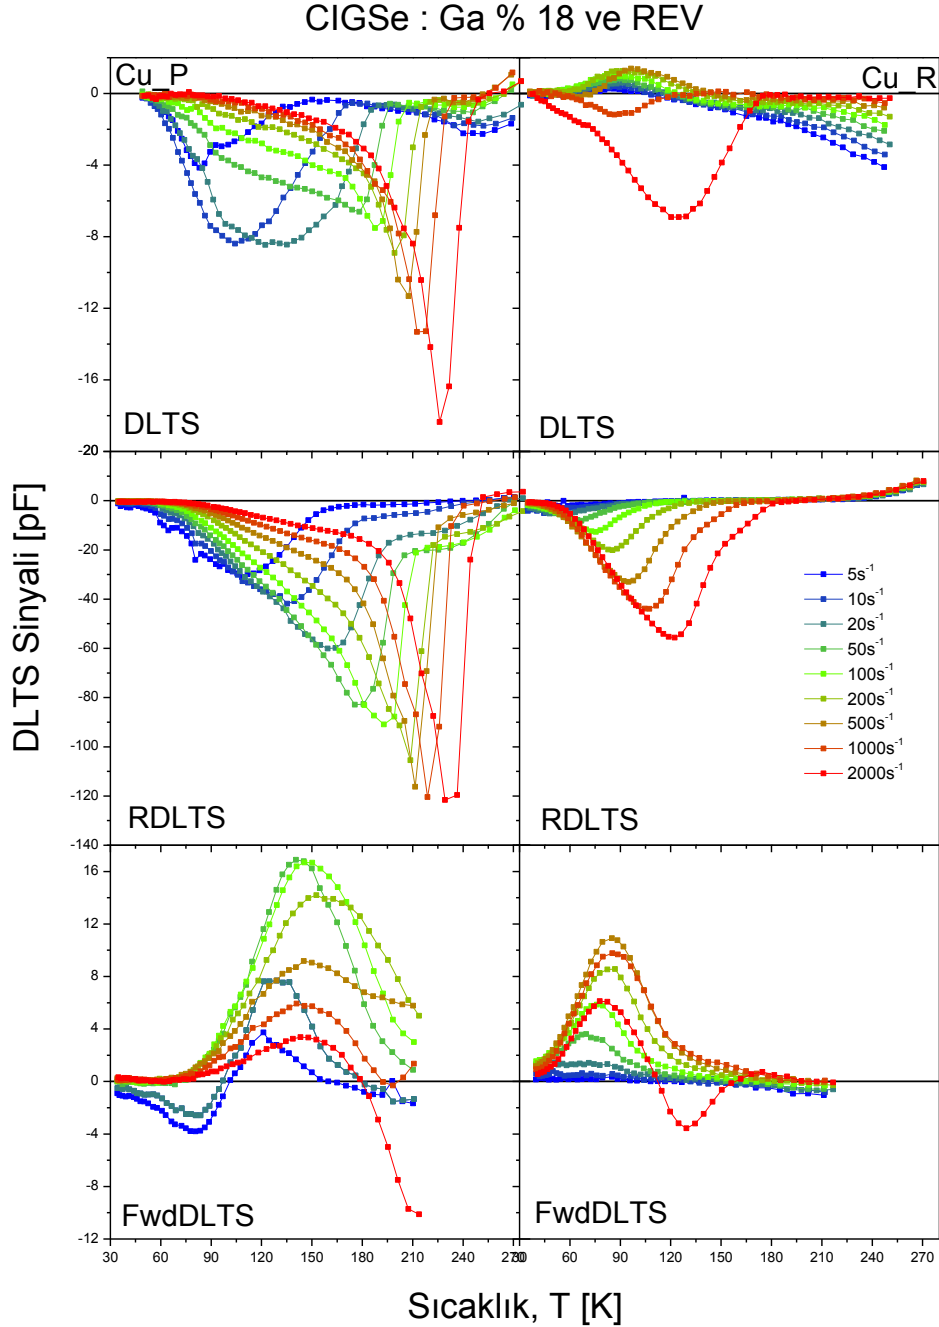 CIGSe : Ga % 18 ve REV
Cu_P
Cu_R
0
-4
-8
-12
-16
-20
DLTS
DLTS
DLTS Sinyali [pF]
0
-20
-40
-60
-80
-100
-120
-140
RDLTS
RDLTS
5s⁻¹
10s⁻¹
20s⁻¹
50s⁻¹
100s⁻¹
200s⁻¹
500s⁻¹
1000s⁻¹
2000s⁻¹
16
12
8
4
0
-4
-8
-12
FwdDLTS
FwdDLTS
30 60 90 120 150 180 210 240 270
30 60 90 120 150 180 210 240 270
Sıcaklık, T [K]